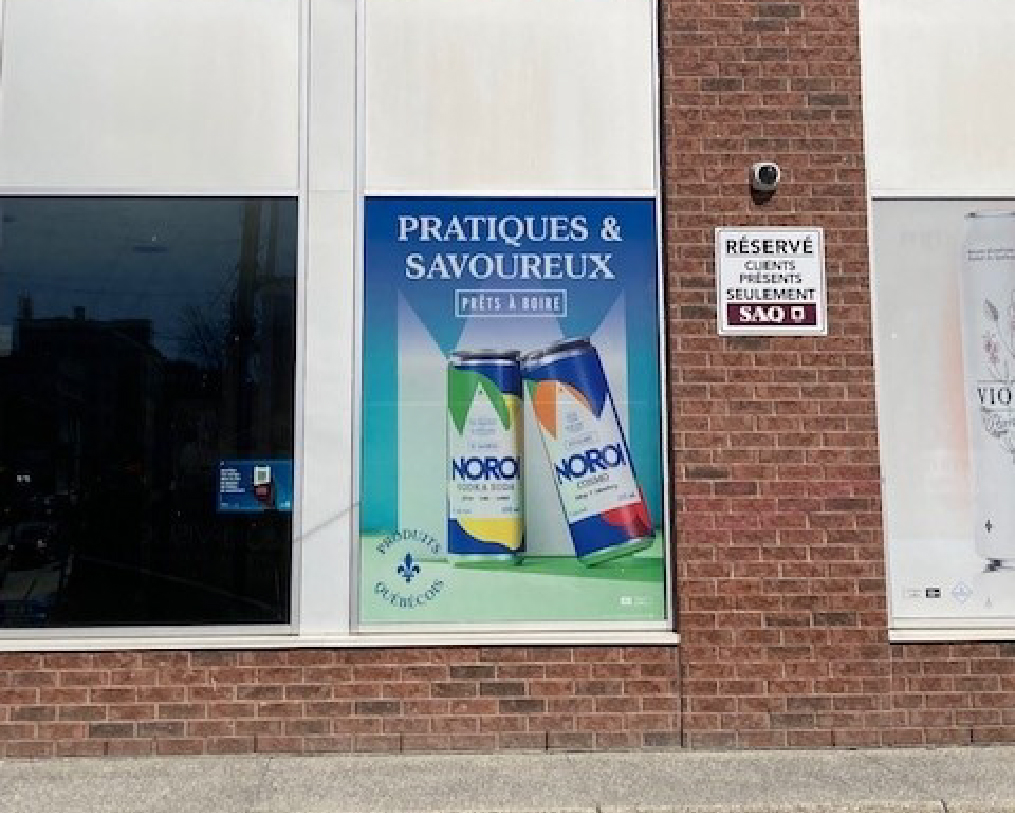 PRATIQUES &
SAVOUREUX
PRÊTS À BOIRE
NOROI
VODKA SODA
NOROI
COSMO
PRODUITS
QUÉBÉCOIS
RÉSERVÉ
CLIENTS
PRÉSENTS
SEULEMENT
SAQ
VIO